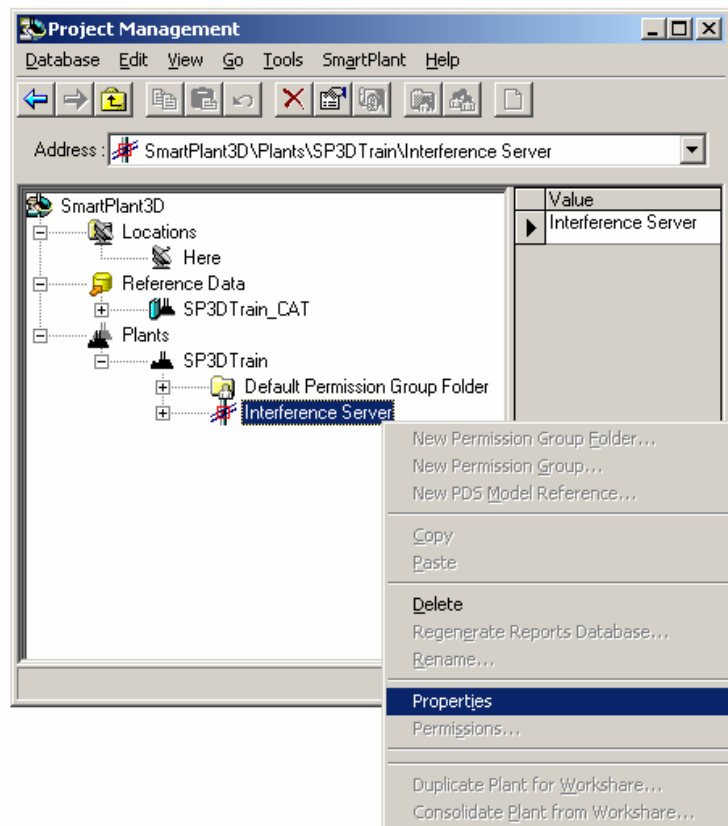 Project Management
Database Edit View Go Tools SmartPlant Help
Address : SmartPlant3D\Plants\SP3DTrain\Interference Server
SmartPlant3D
Locations
Here
Reference Data
SP3DTrain_CAT
Plants
SP3DTrain
Default Permission Group Folder
Interference Server
Value
Interference Server
New Permission Group Folder...
New Permission Group...
New PDS Model Reference...
Copy
Paste
Delete
Regenerate Reports Database...
Rename...
Properties
Permissions...
Duplicate Plant for Workshare...
Consolidate Plant from Workshare...